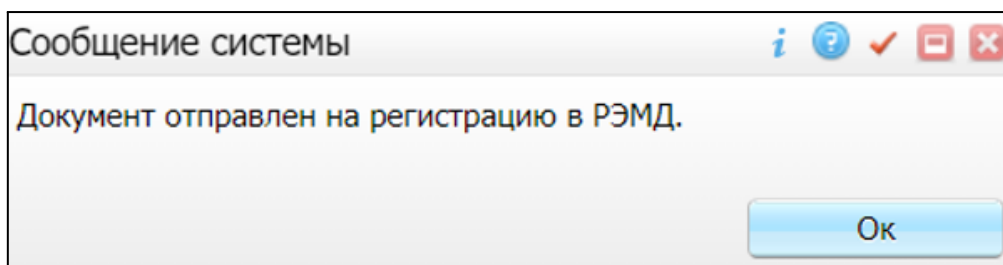 Сообщение системы
Документ отправлен на регистрацию в РЭМД.
Ок